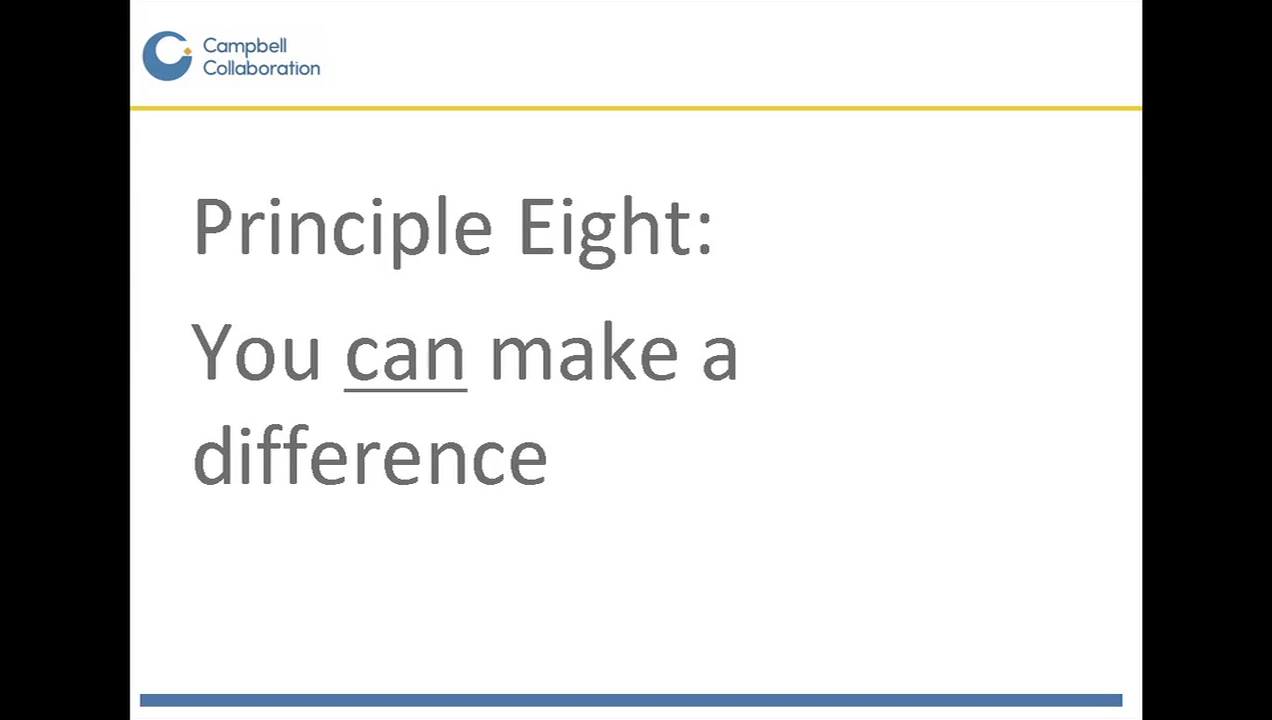 Campbell
Collaboration
Principle Eight:
You can make a
difference